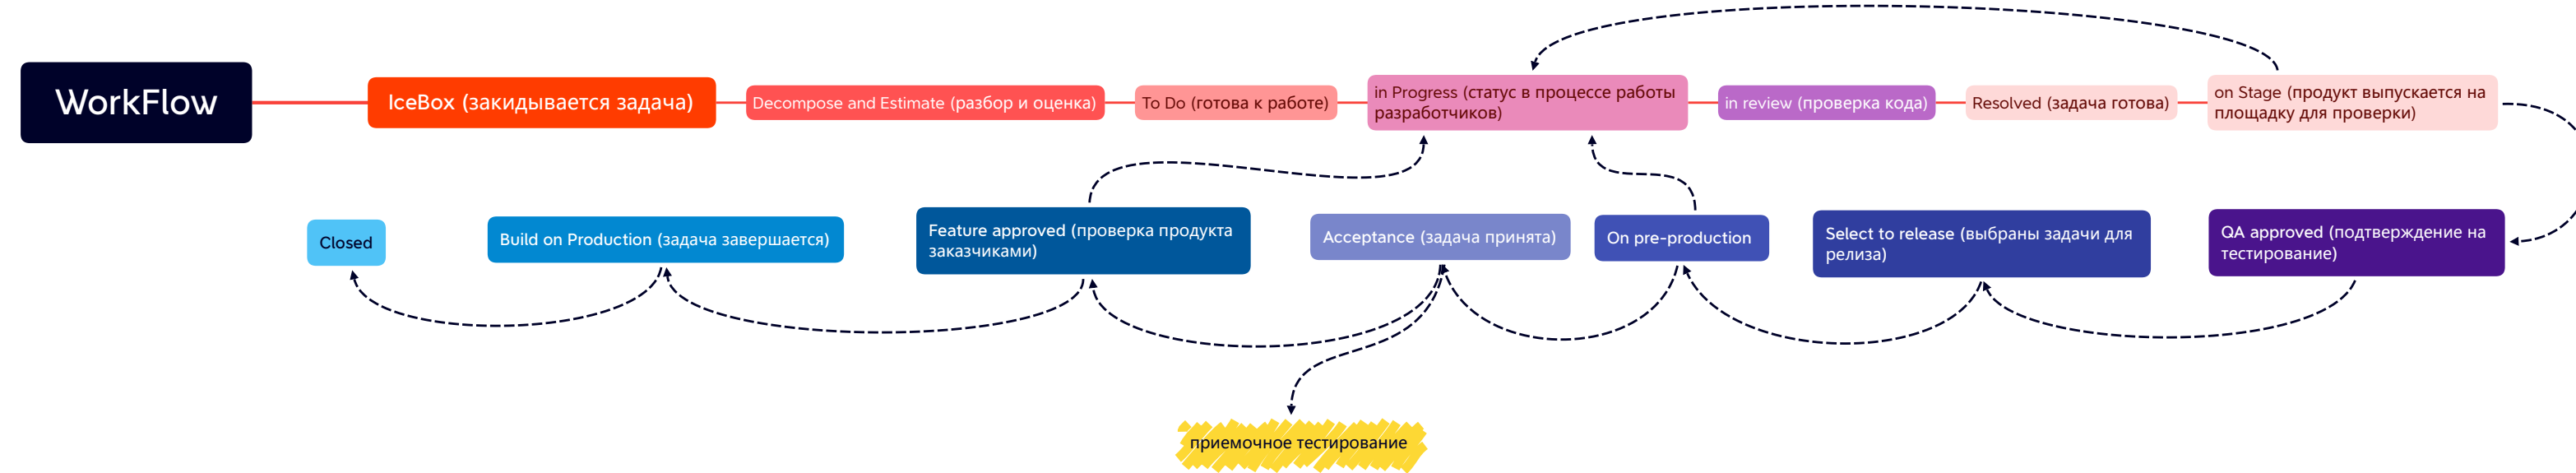 WorkFlow
IceBox (закидывается задача)
Decompose and Estimate (разбор и оценка)
To Do (готова к работе)
in Progress (статус в процессе работы
разработчиков)
in review (проверка кода)
Resolved (задача готова)
on Stage (продукт выпускается на
площадку для проверки)
Closed
Build on Production (задача завершается)
Feature approved (проверка продукта
заказчиками)
Acceptance (задача принята)
On pre-production
Select to release (выбраны задачи для
релиза)
QA approved (подтверждение на
тестирование)
приемочное тестирование